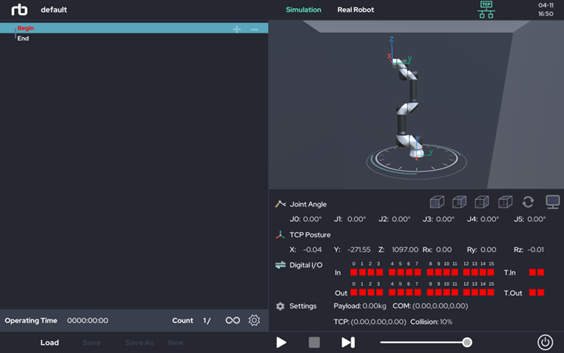 rb default Simulation Real Robot TCP 04-11
16:50
Begin
End
Z
X
Y
Joint Angle
J0: 0.00° J1: 0.00° J2: 0.00° J3: 0.00° J4: 0.00° J5: 0.00°
TCP Posture
X: -0.04 Y: -271.55 Z: 1097.00 Rx: 0.00 Ry: 0.00 Rz: -0.01
Digital I/O
0 1 2 3 4 5 6 7 8 9 10 11 12 13 14 15
In T.In
0 1 2 3 4 5 6 7 8 9 10 11 12 13 14 15
Out T.Out
Settings Payload: 0.00kg COM: (0.00,0.00,0.00)
TCP: (0.00,0.00,0.00) Collision: 10%
Operating Time 0000:00:00 Count 1 /
Load Save Save As New